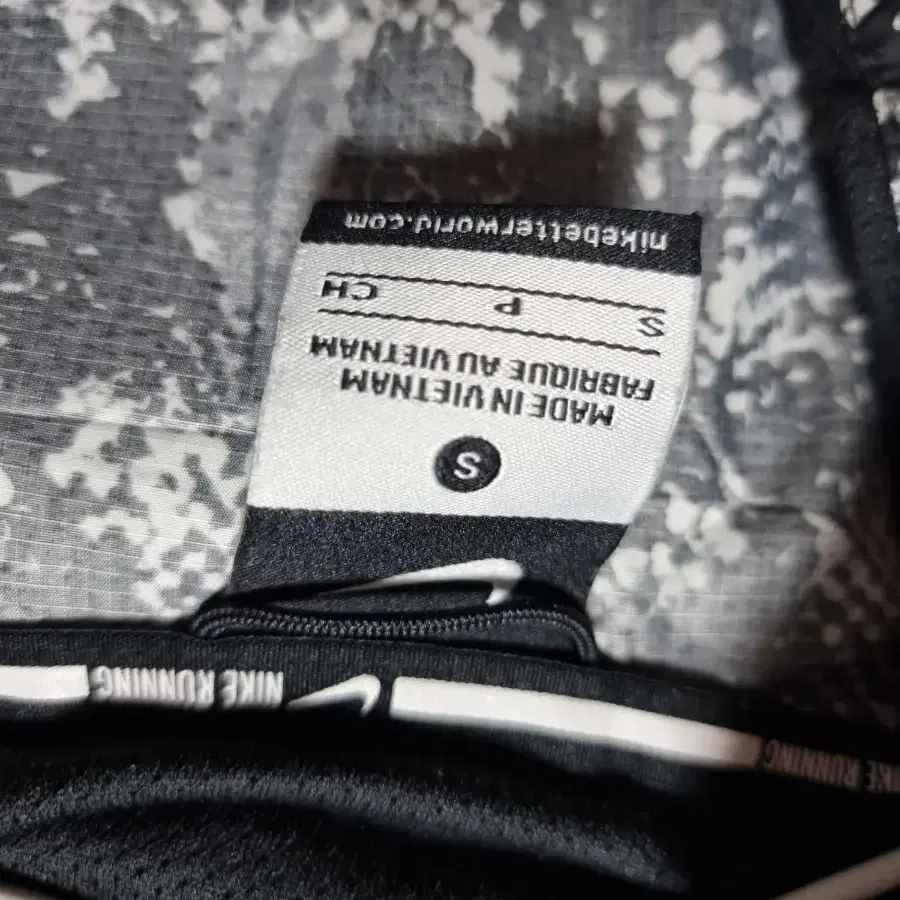 NIKE RUNNING
NIKE RUNNING
S
MADE IN VIETNAM
FABRIQUE AU VIETNAM
S P CH
nikebetterworld.com